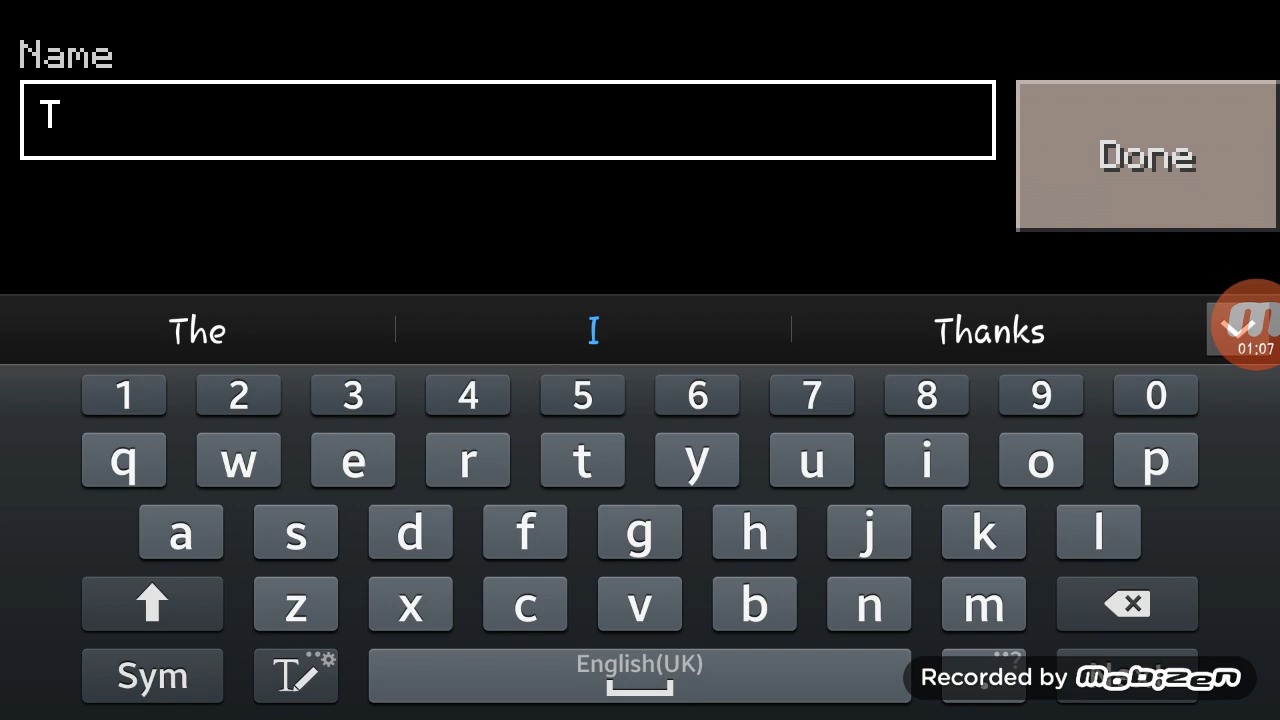 Name
T
Done
The I Thanks
01:07
1 2 3 4 5 6 7 8 9 0
q w e r t y u i o p
a s d f g h j k l
z x c v b n m
English(UK)
Sym
Recorded by mobizen